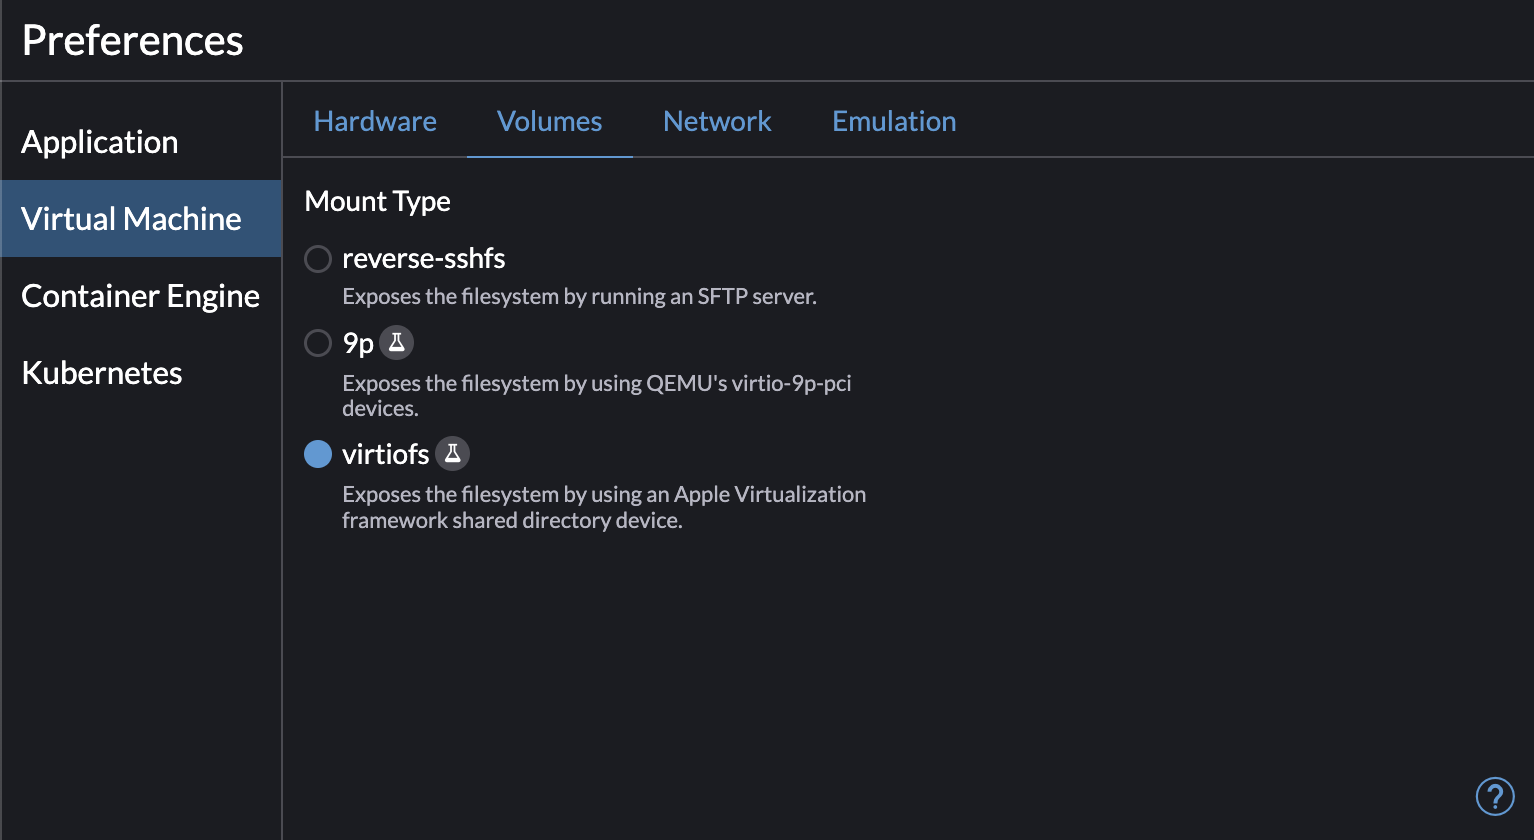 Preferences
Application
Virtual Machine
Container Engine
Kubernetes
Hardware
Volumes
Network
Emulation
Mount Type
reverse-sshfs
Exposes the filesystem by running an SFTP server.
9p
Exposes the filesystem by using QEMU's virtio-9p-pci
devices.
virtiofs
Exposes the filesystem by using an Apple Virtualization
framework shared directory device.
?